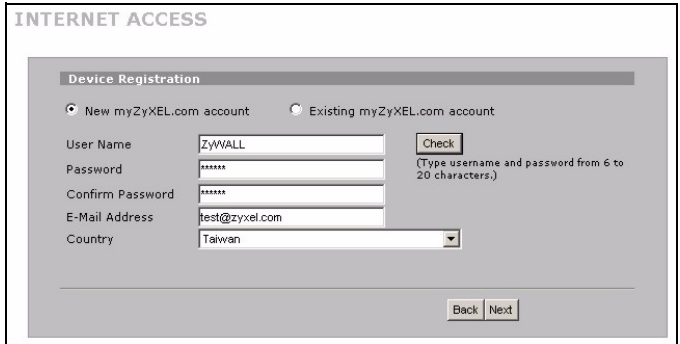 INTERNET ACCESS
Device Registration
New myZyXEL.com account Existing myZyXEL.com account
User Name ZyWALL Check
(Type username and password from 6 to
20 characters.)
Password ******
Confirm Password ******
E-Mail Address test@zyxel.com
Country Taiwan
Back Next